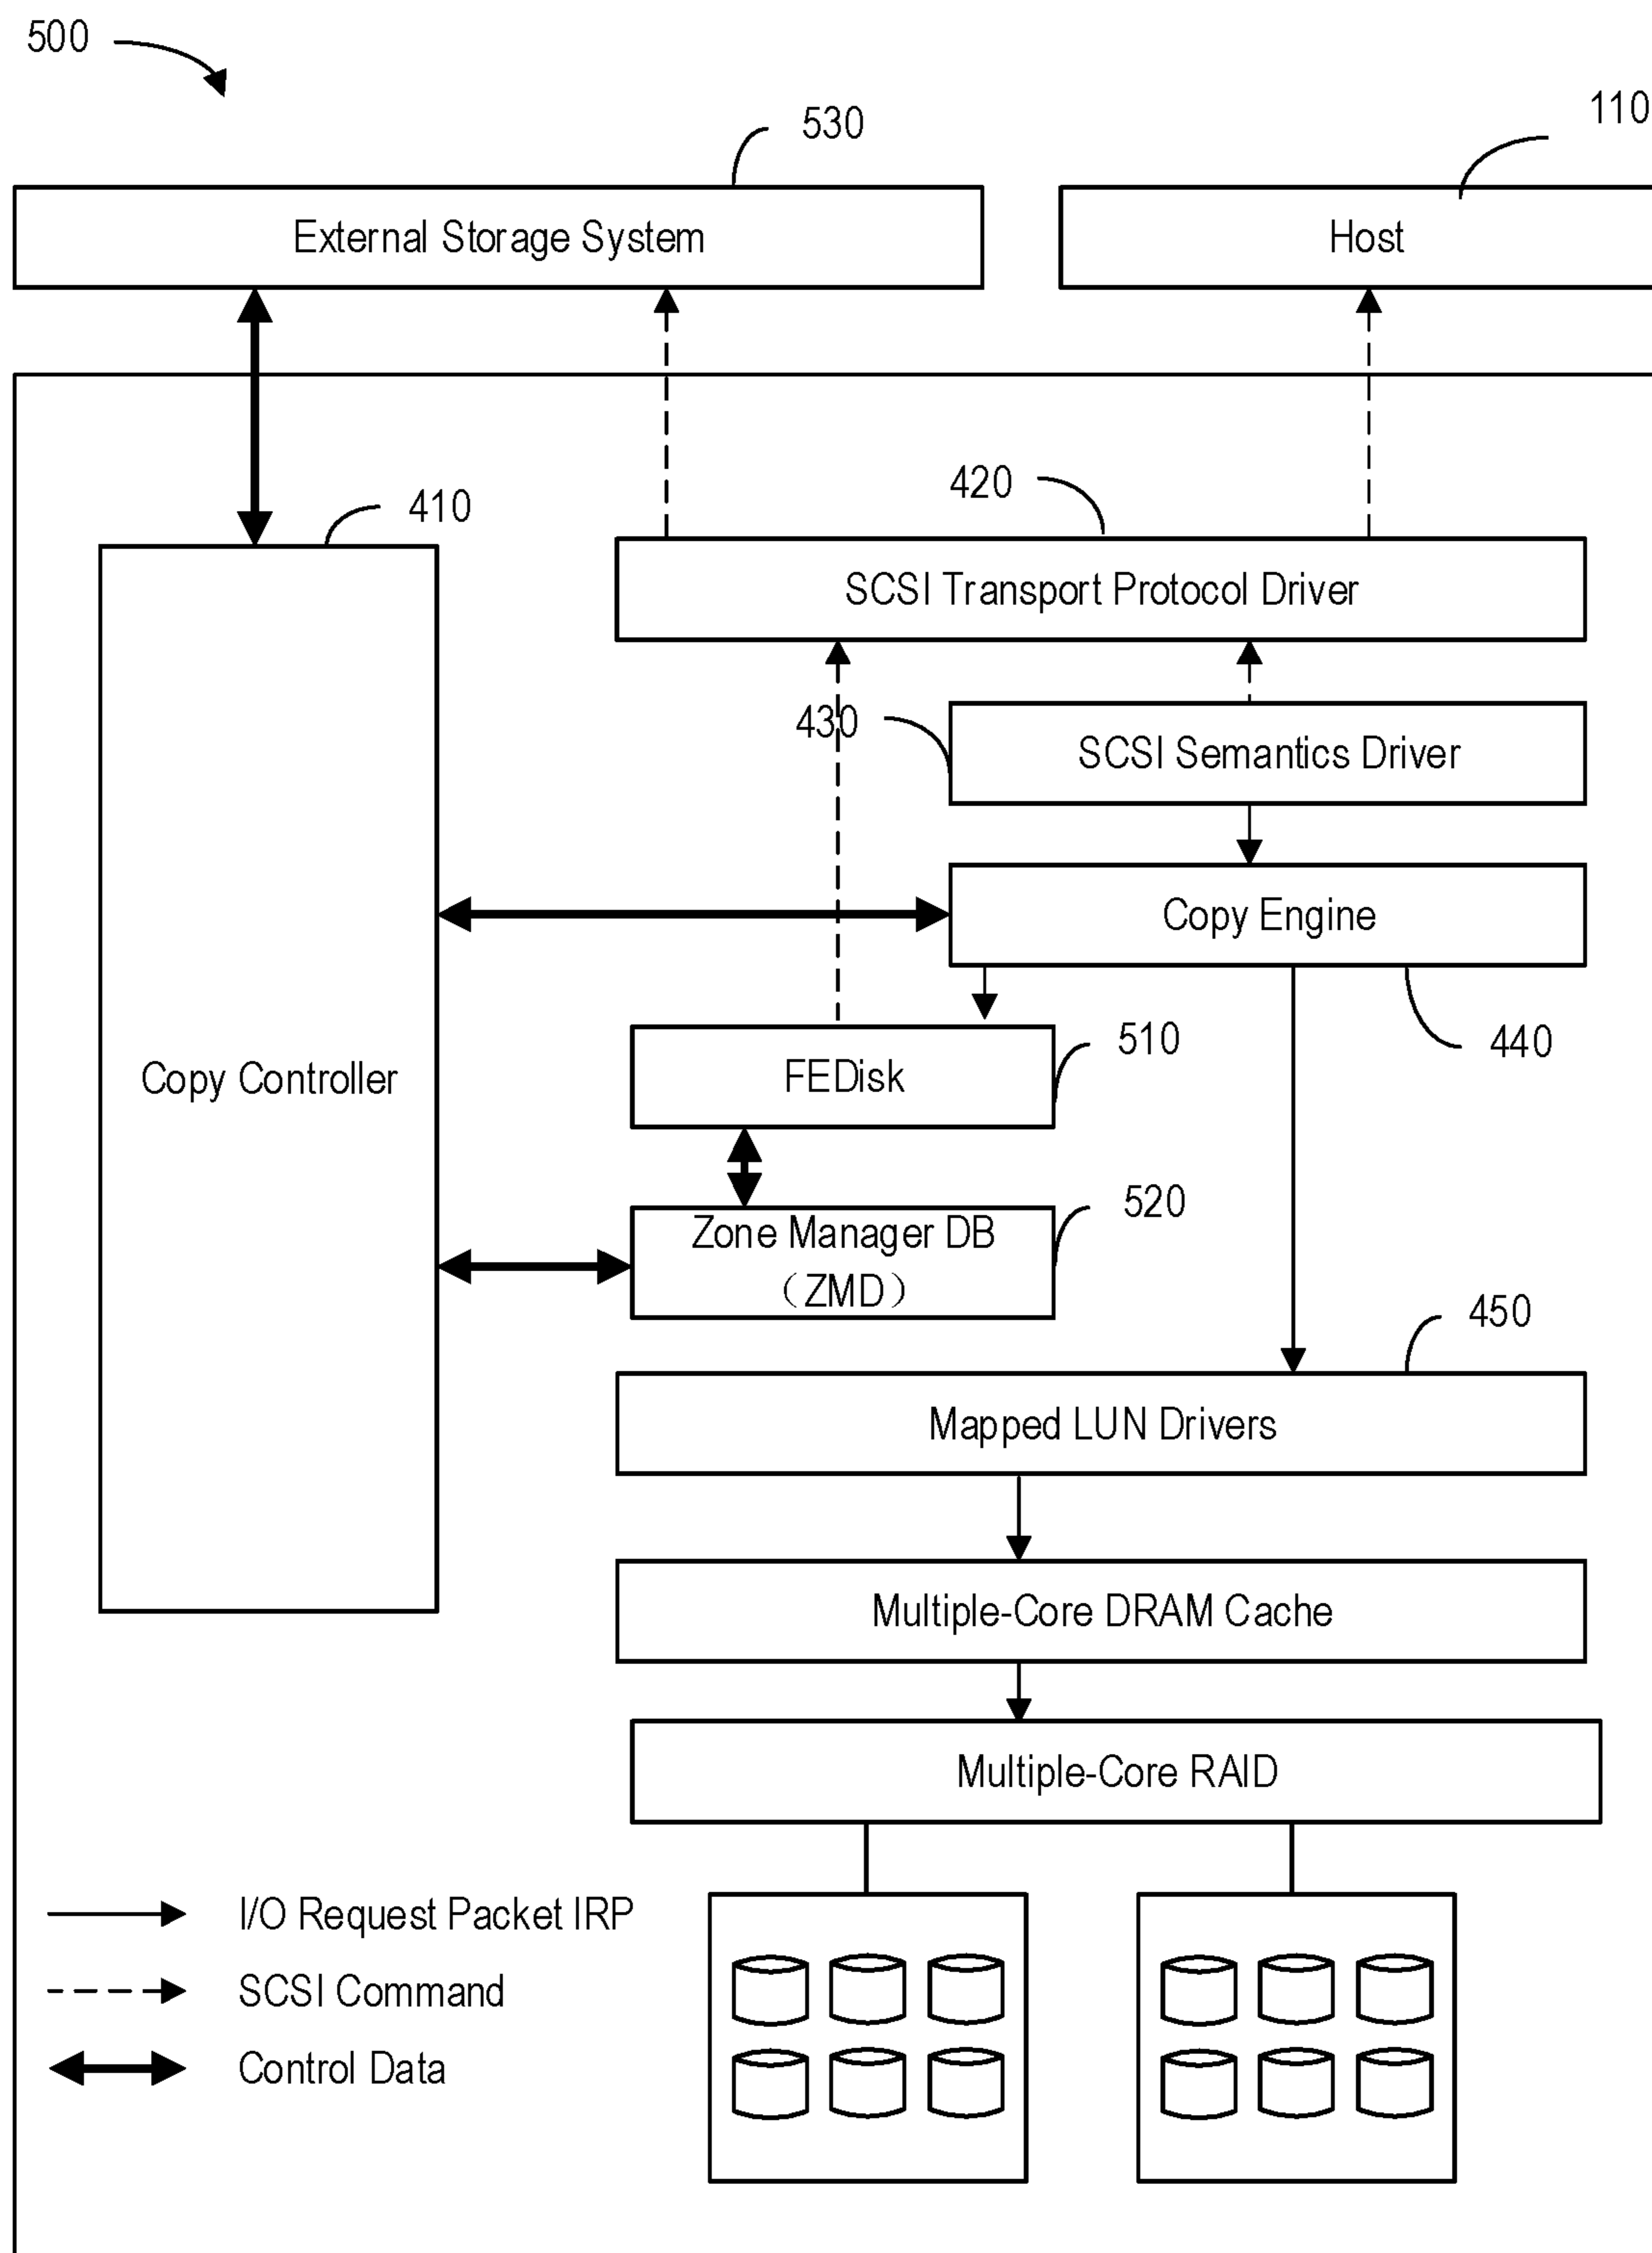 500
530
110
External Storage System
Host
410
420
SCSI Transport Protocol Driver
430
SCSI Semantics Driver
Copy Engine
440
Copy Controller
FEDisk
510
Zone Manager DB
（ZMD）
520
450
Mapped LUN Drivers
Multiple-Core DRAM Cache
Multiple-Core RAID
I/O Request Packet IRP
SCSI Command
Control Data